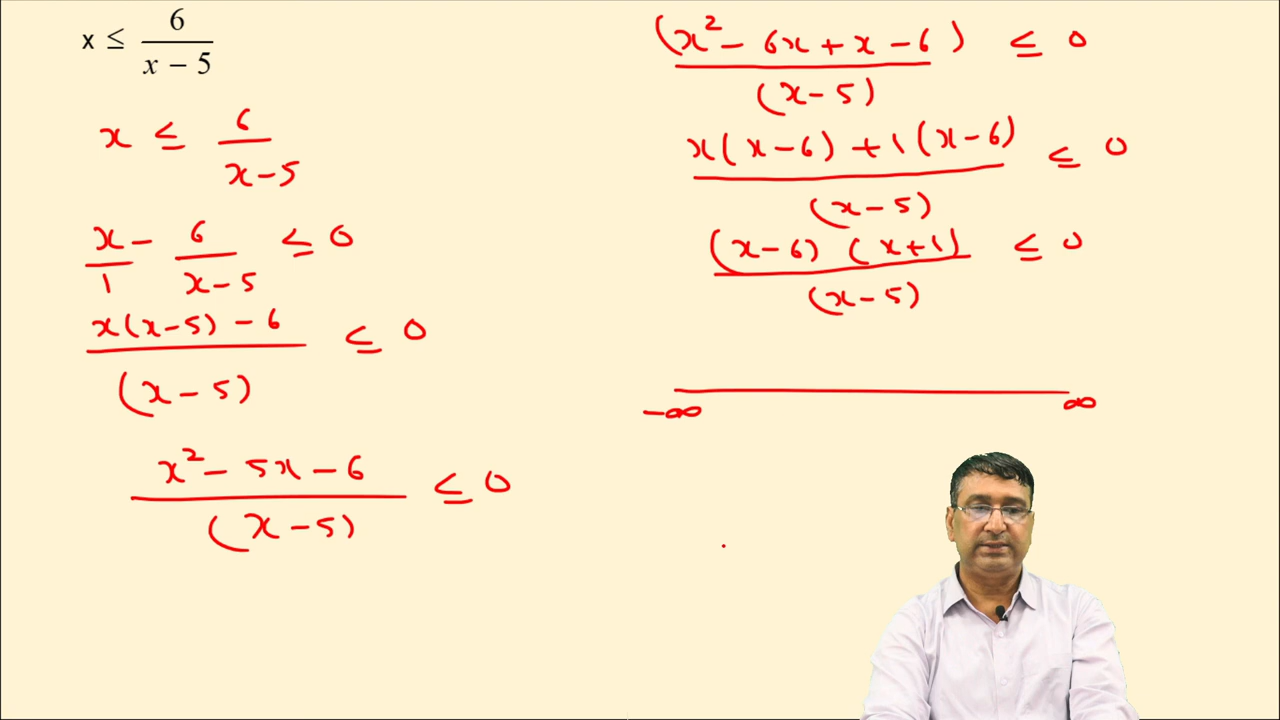 x ≤ 6/(x − 5)
x ≤ 6/(x−5)
x/1 − 6/(x−5) ≤ 0
(x(x−5) − 6)/(x−5) ≤ 0
(x² − 5x − 6)/(x−5) ≤ 0
(x² − 6x + x − 6)/(x−5) ≤ 0
(x(x−6) + 1(x−6))/(x−5) ≤ 0
((x−6) (x+1))/(x−5) ≤ 0
−∞ ∞